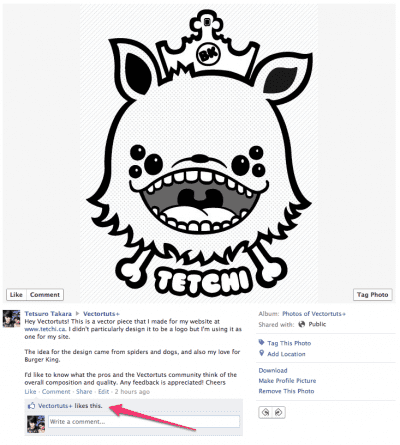 BK
TETCHI
Like Comment
Tag Photo
Tetsuro Takara ▸ Vectortuts+
Hey Vectortuts! This is a vector piece that I made for my website at
www.tetchi.ca. I didn't particularly design it to be a logo but I'm using it as
one for my site.
The idea for the design came from spiders and dogs, and also my love for
Burger King.
I'd like to know what the pros and the Vectortuts community think of the
overall composition and quality. Any feedback is appreciated! Cheers
Like · Comment · Share · Edit · 2 hours ago
Vectortuts+ likes this.
Write a comment...
Album: Photos of Vectortuts+
Shared with: Public
Tag This Photo
Add Location
Download
Make Profile Picture
Remove This Photo